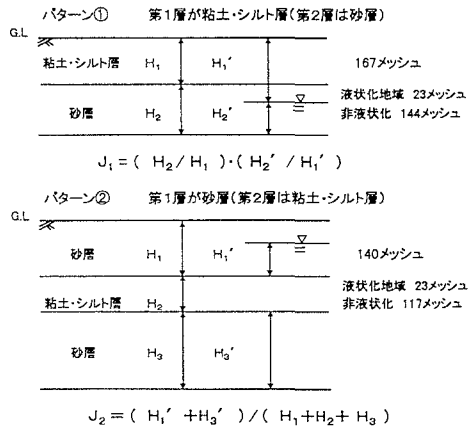 パターン① 第1層が粘土・シルト層(第2層は砂層)
G.L
粘土・シルト層 H₁ H₁′ 167メッシュ
液状化地域 23メッシュ
砂層 H₂ H₂′ 非液状化 144メッシュ
J₁=( H₂/H₁ )・(H₂′ /H₁′ )
パターン② 第1層が砂層(第2層は粘土・シルト層)
G.L
砂層 H₁ H₁′ 140メッシュ
液状化地域 23メッシュ
粘土・シルト層 H₂ 非液状化 117メッシュ
砂層 H₃ H₃′
J₂=( H₁′ +H₃′ )/( H₁+H₂+ H₃ )